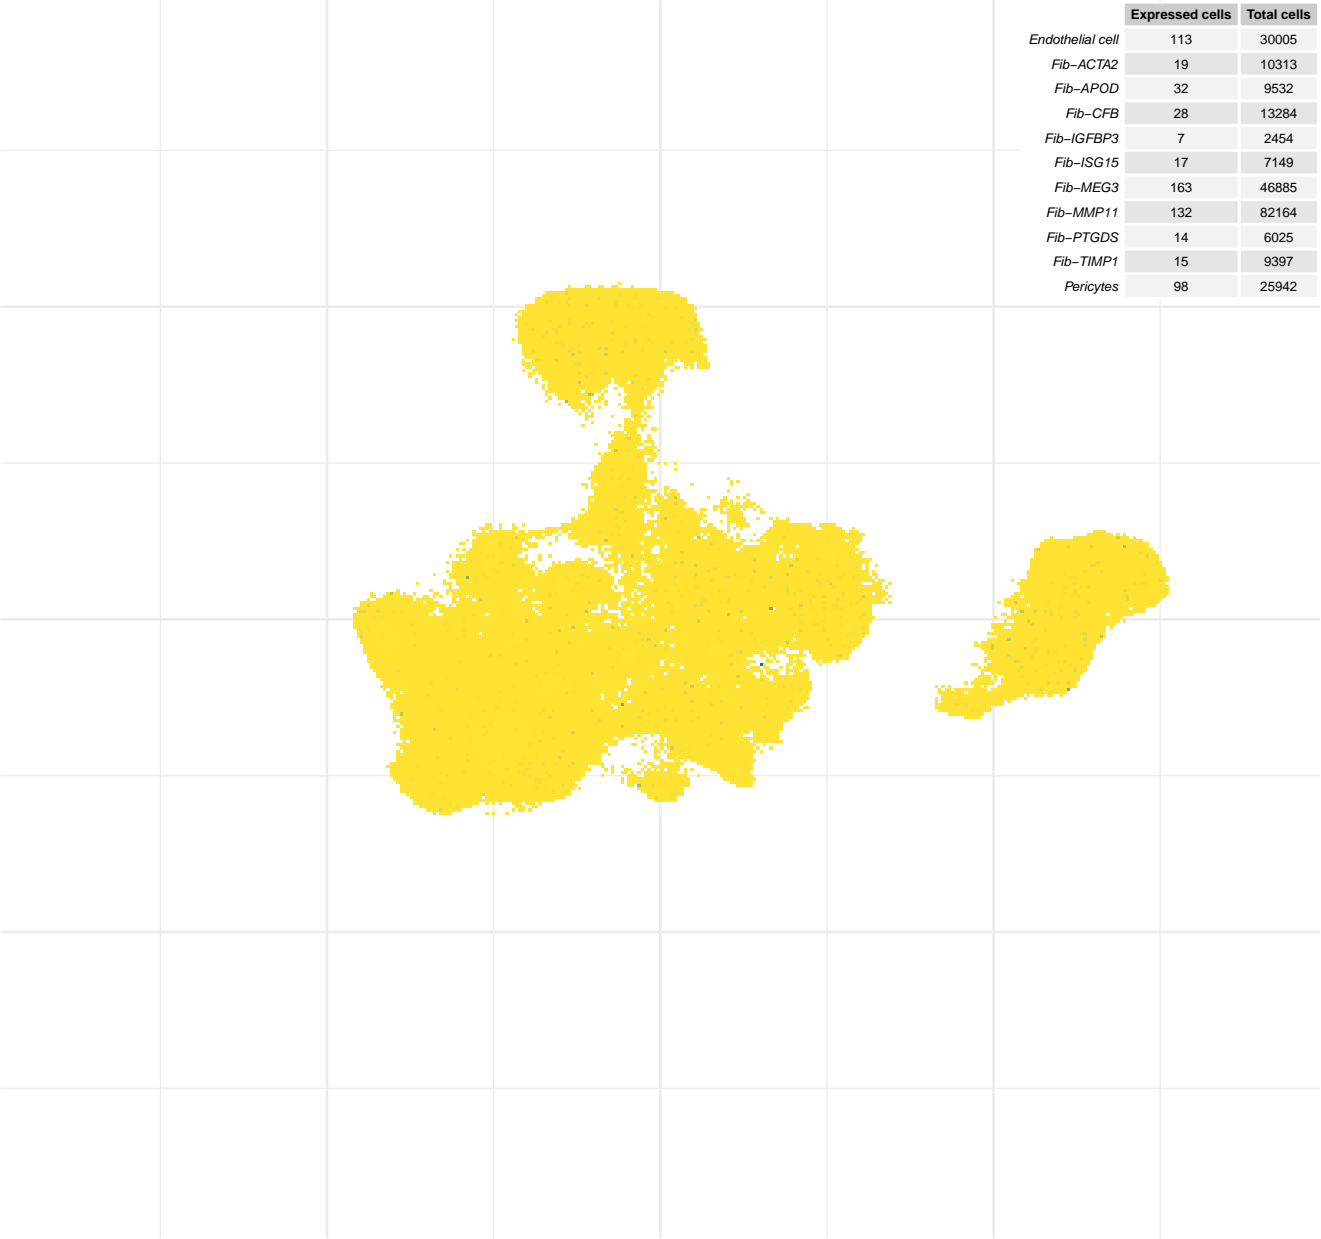 Expressed cells Total cells
Endothelial cell 113 30005
Fib−ACTA2 19 10313
Fib−APOD 32 9532
Fib−CFB 28 13284
Fib−IGFBP3 7 2454
Fib−ISG15 17 7149
Fib−MEG3 163 46885
Fib−MMP11 132 82164
Fib−PTGDS 14 6025
Fib−TIMP1 15 9397
Pericytes 98 25942